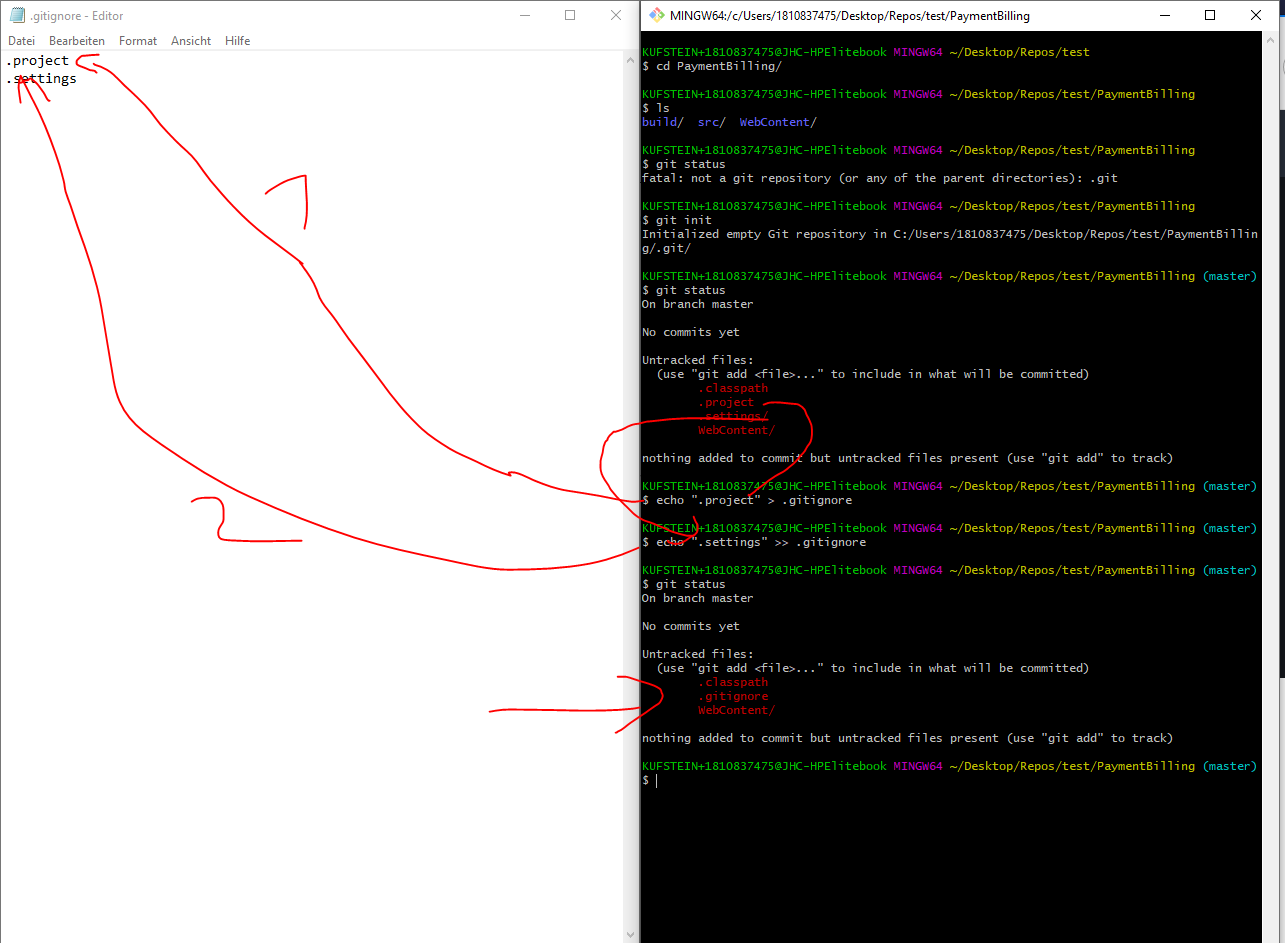 .gitignore - Editor
Datei Bearbeiten Format Ansicht Hilfe
.project
.settings
1
2
MINGW64:/c/Users/1810837475/Desktop/Repos/test/PaymentBilling
KUFSTEIN+1810837475@JHC-HPElitebook MINGW64 ~/Desktop/Repos/test
$ cd PaymentBilling/
KUFSTEIN+1810837475@JHC-HPElitebook MINGW64 ~/Desktop/Repos/test/PaymentBilling
$ ls
build/ src/ WebContent/
KUFSTEIN+1810837475@JHC-HPElitebook MINGW64 ~/Desktop/Repos/test/PaymentBilling
$ git status
fatal: not a git repository (or any of the parent directories): .git
KUFSTEIN+1810837475@JHC-HPElitebook MINGW64 ~/Desktop/Repos/test/PaymentBilling
$ git init
Initialized empty Git repository in C:/Users/1810837475/Desktop/Repos/test/PaymentBillin
g/.git/
KUFSTEIN+1810837475@JHC-HPElitebook MINGW64 ~/Desktop/Repos/test/PaymentBilling (master)
$ git status
On branch master
No commits yet
Untracked files:
(use "git add <file>..." to include in what will be committed)
.classpath
.project
.settings/
WebContent/
nothing added to commit but untracked files present (use "git add" to track)
KUFSTEIN+1810837475@JHC-HPElitebook MINGW64 ~/Desktop/Repos/test/PaymentBilling (master)
$ echo ".project" > .gitignore
KUFSTEIN+1810837475@JHC-HPElitebook MINGW64 ~/Desktop/Repos/test/PaymentBilling (master)
$ echo ".settings" >> .gitignore
KUFSTEIN+1810837475@JHC-HPElitebook MINGW64 ~/Desktop/Repos/test/PaymentBilling (master)
$ git status
On branch master
No commits yet
Untracked files:
(use "git add <file>..." to include in what will be committed)
.classpath
.gitignore
WebContent/
nothing added to commit but untracked files present (use "git add" to track)
KUFSTEIN+1810837475@JHC-HPElitebook MINGW64 ~/Desktop/Repos/test/PaymentBilling (master)
$